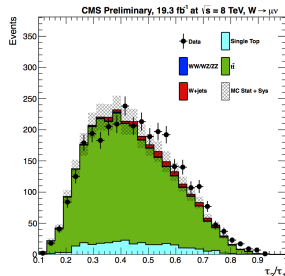 CMS Preliminary, 19.3 fb⁻¹ at √s = 8 TeV, W → μν
Events
350
300
250
200
150
100
50
0
Data
Single Top
WW/WZ/ZZ
tt̄
W+jets
MC Stat + Sys
0.1 0.2 0.3 0.4 0.5 0.6 0.7 0.8 0.9